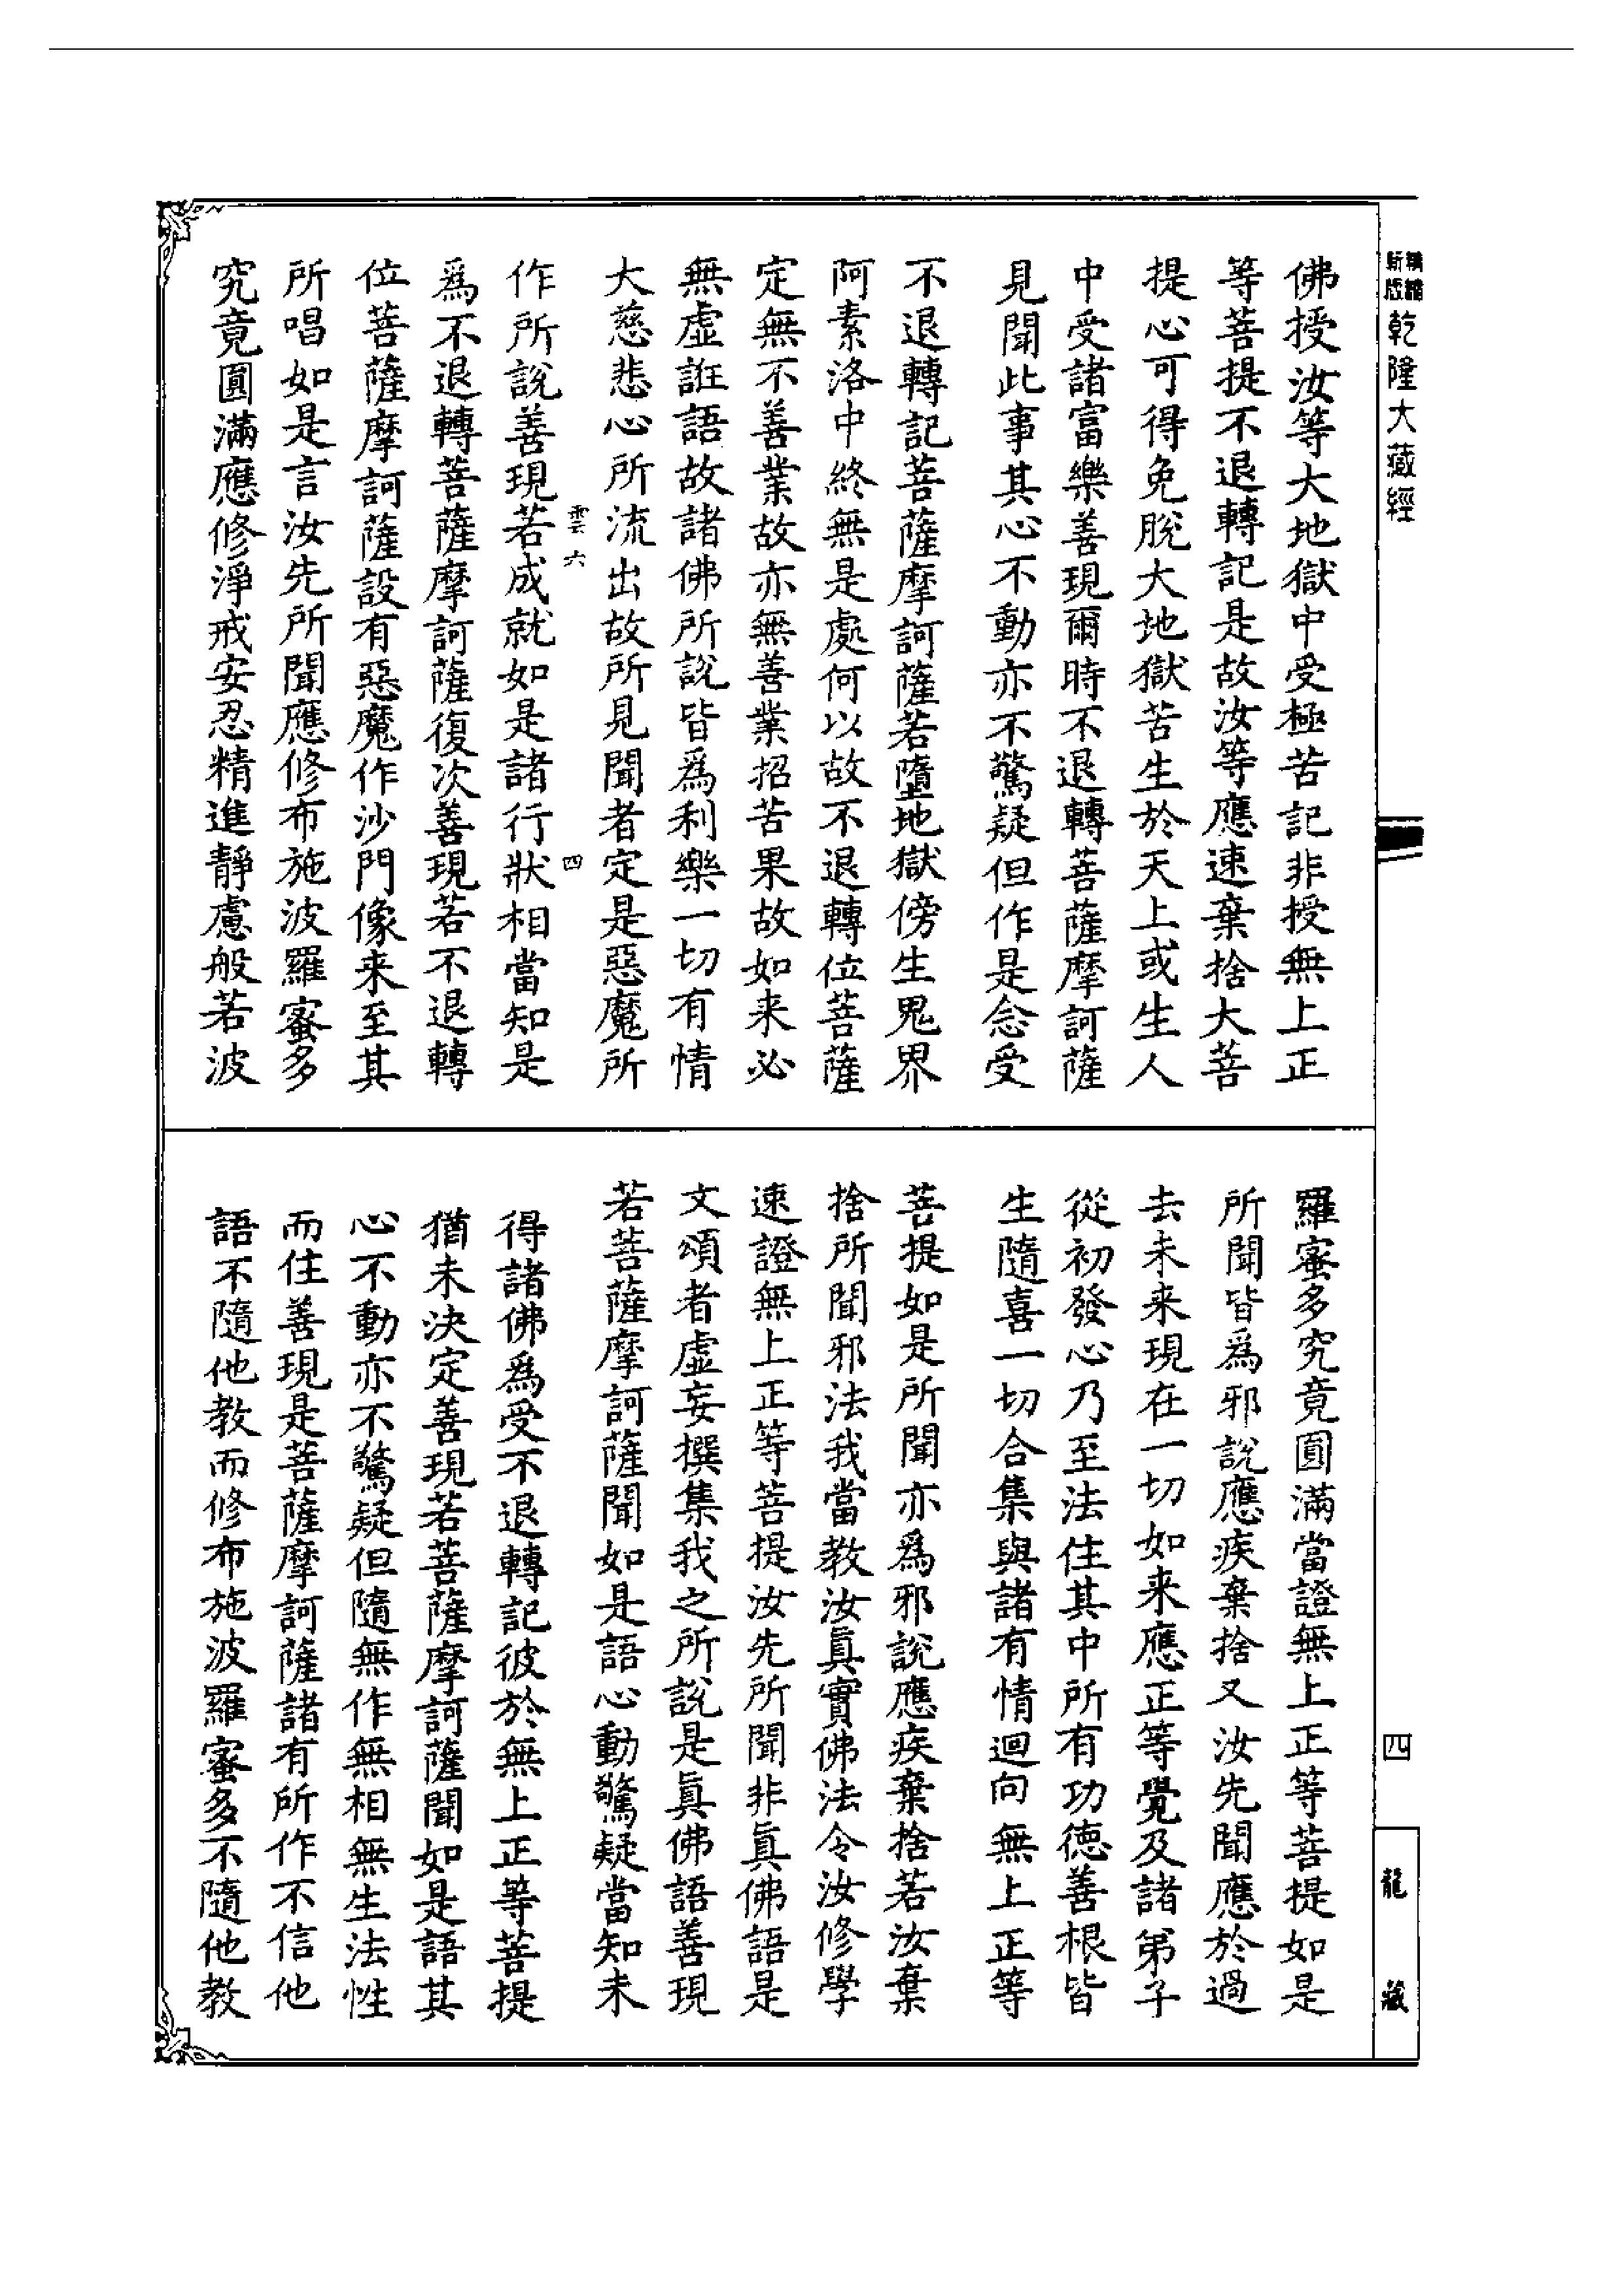 精縮新版乾隆大藏經
佛授汝等大地獄中受極苦記非授無上正
等菩提不退轉記是故汝等應速棄捨大菩
提心可得免脫大地獄苦生於天上或生人
中受諸富樂善現爾時不退轉菩薩摩訶薩
見聞此事其心不動亦不驚疑但作是念受
不退轉記菩薩摩訶薩若墮地獄傍生鬼界
阿素洛中終無是處何以故不退轉位菩薩
定無不善業故亦無善業招苦果故如來必
無虛誑語故諸佛所說皆為利樂一切有情
大慈悲心所流出故所見聞者定是惡魔所
雲六 四
作所說善現若成就如是諸行狀相當知是
為不退轉菩薩摩訶薩復次善現若不退轉
位菩薩摩訶薩設有惡魔作沙門像来至其
所唱如是言汝先所聞應修布施波羅蜜多
究竟圓滿應修淨戒安忍精進靜慮般若波
羅蜜多究竟圓滿當證無上正等菩提如是
所聞皆為邪說應疾棄捨又汝先聞應於過
去未来現在一切如来應正等覺及諸弟子
從初發心乃至法住其中所有功德善根皆
生隨喜一切合集與諸有情迴向無上正等
菩提如是所聞亦為邪說應疾棄捨若汝棄
捨所聞邪法我當教汝真實佛法令汝修學
速證無上正等菩提汝先所聞非真佛語是
文頌者虛妄撰集我之所說是真佛語善現
若菩薩摩訶薩聞如是語心動驚疑當知未
得諸佛為受不退轉記彼於無上正等菩提
猶未決定善現若菩薩摩訶薩聞如是語其
心不動亦不驚疑但隨無作無相無生法性
而住善現是菩薩摩訶薩諸有所作不信他
語不隨他教而修布施波羅蜜多不隨他教
四
龍藏